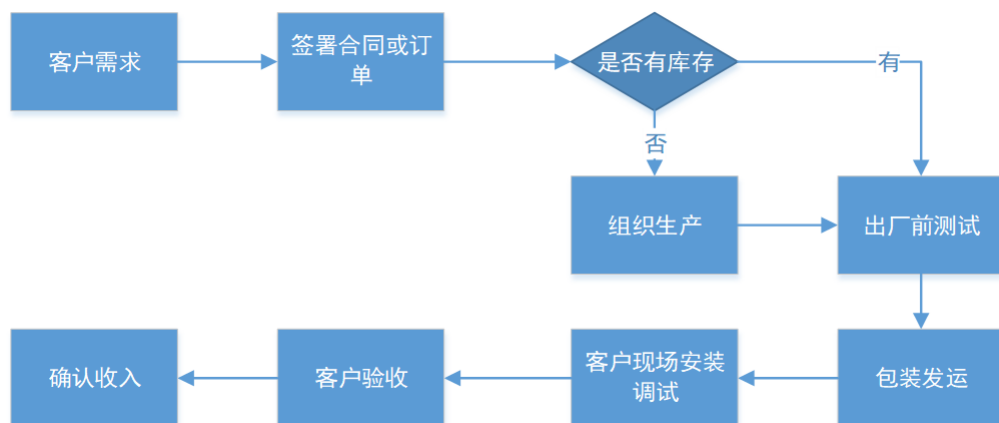 客户需求
签署合同或订
单
是否有库存
有
否
组织生产
出厂前测试
确认收入
客户验收
客户现场安装
调试
包装发运